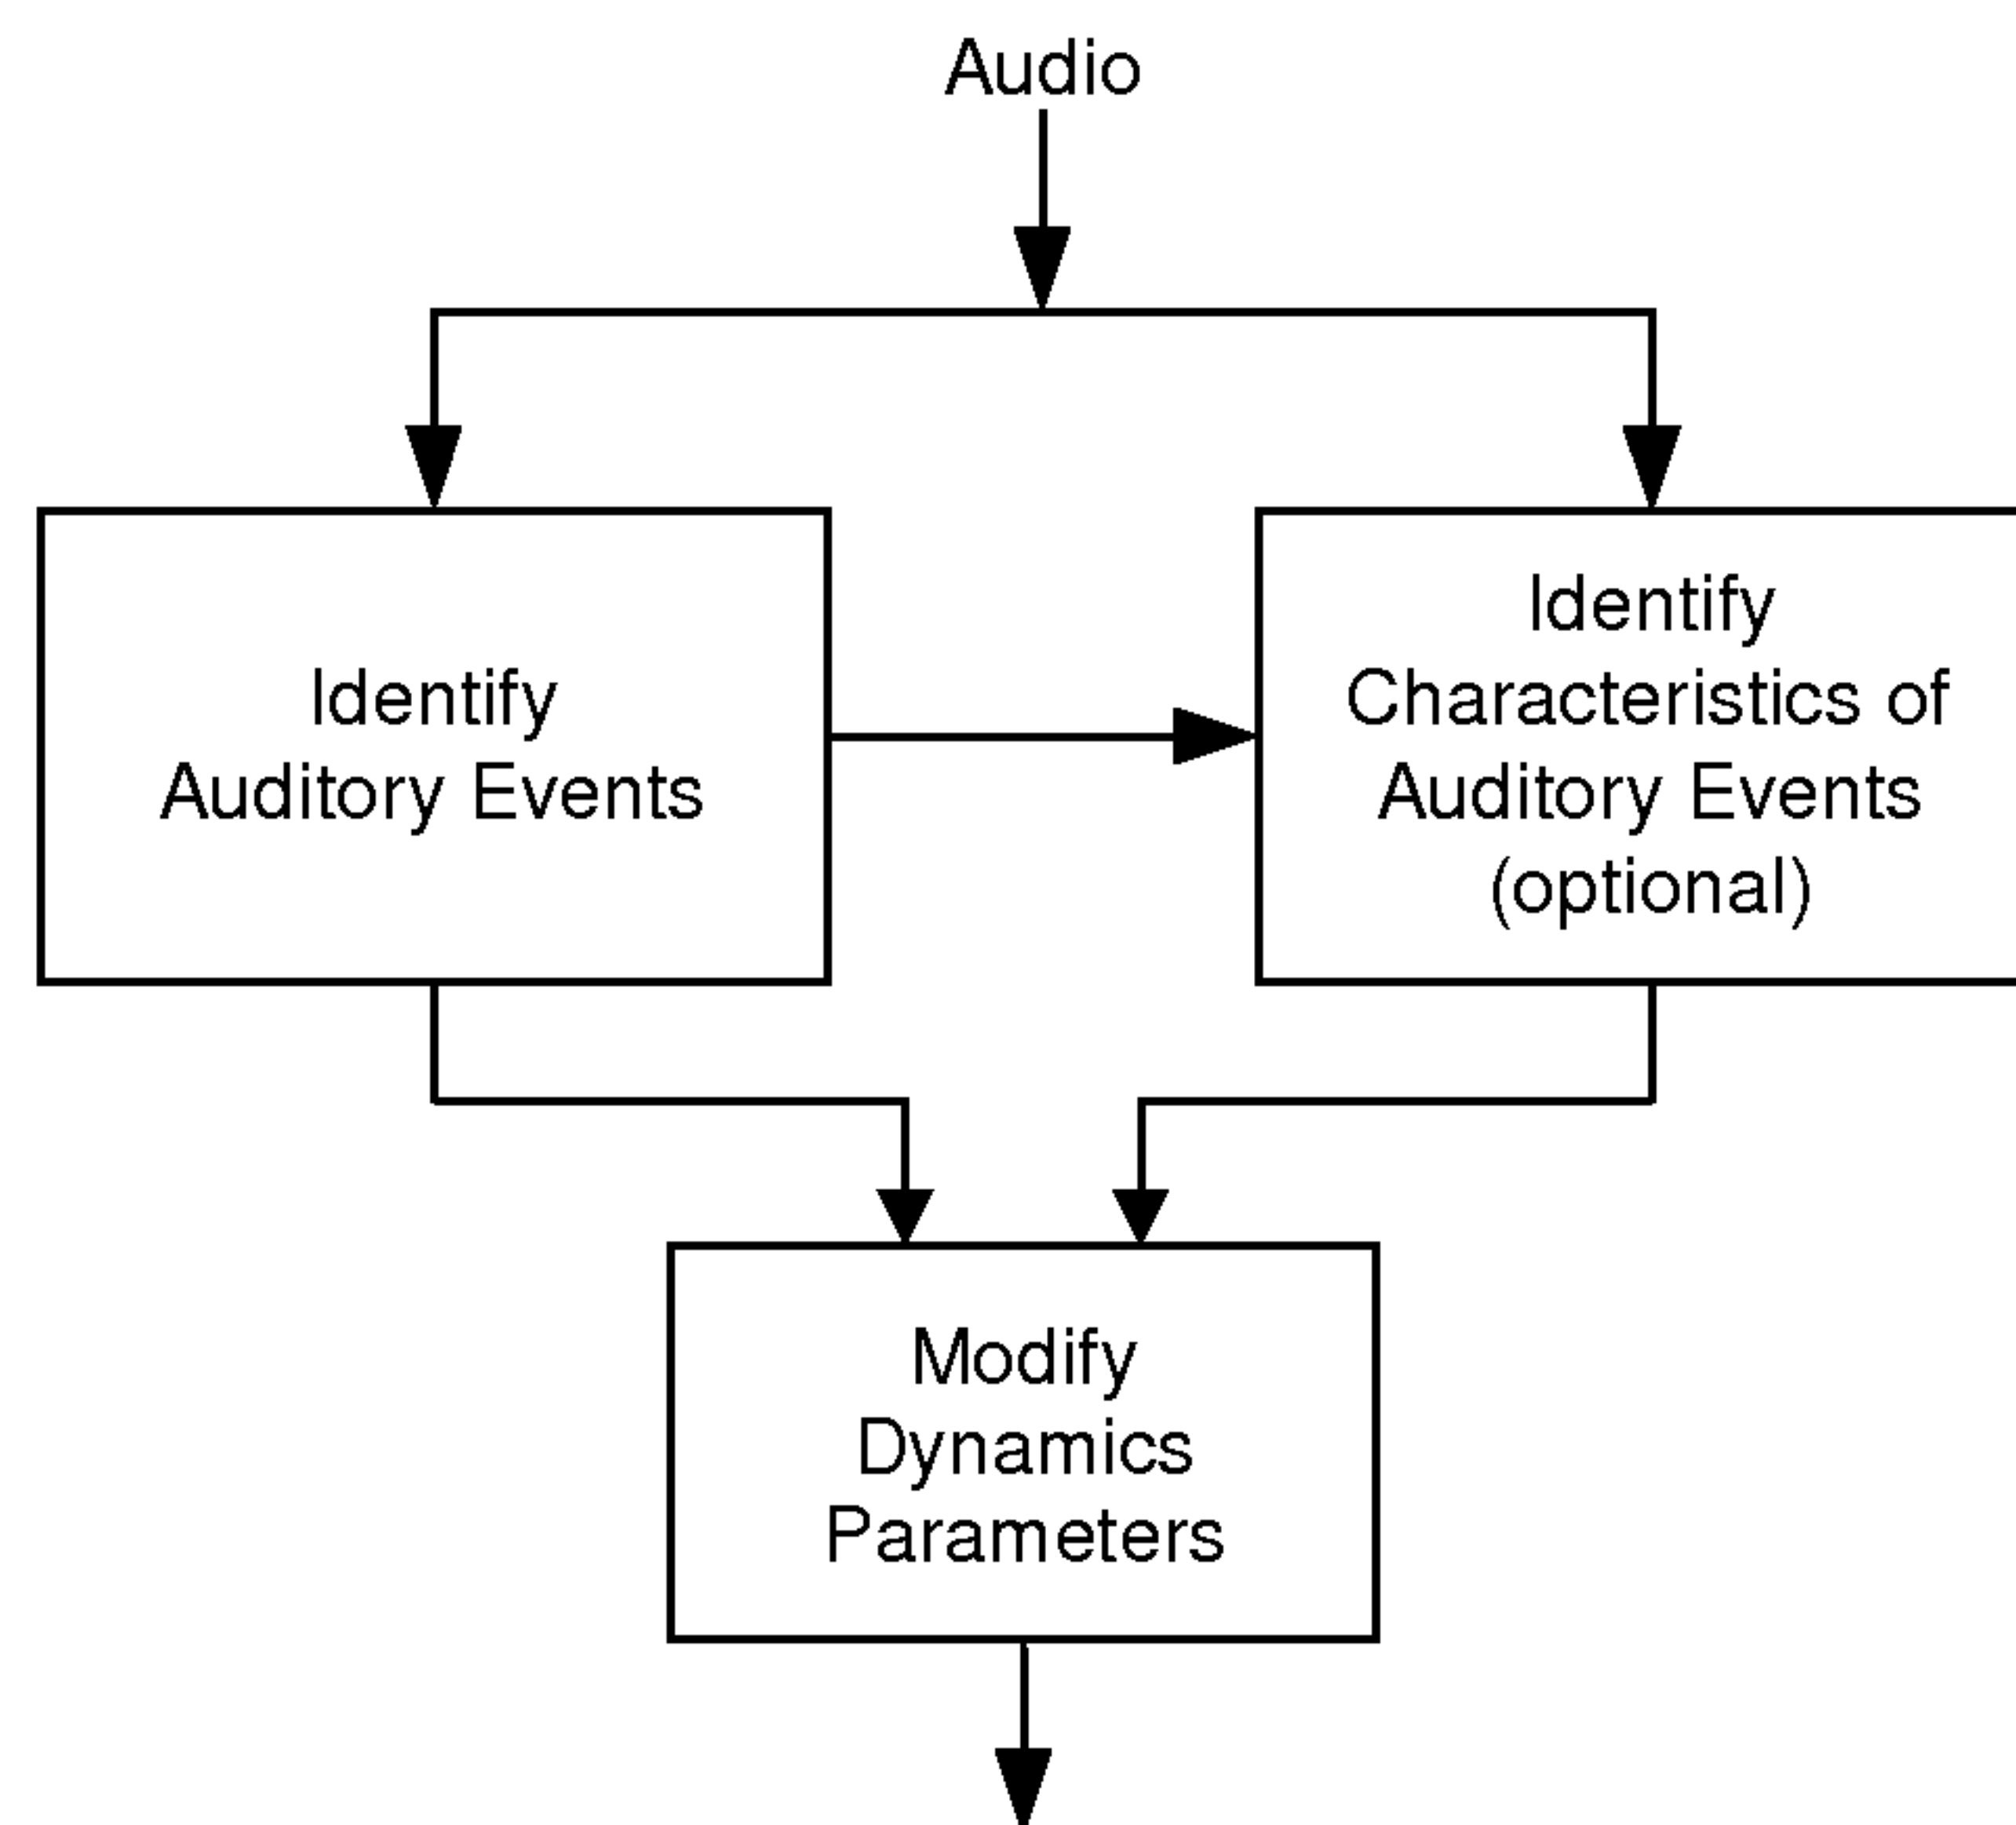 Audio
Identify
Auditory Events
Identify
Characteristics of
Auditory Events
(optional)
Modify
Dynamics
Parameters